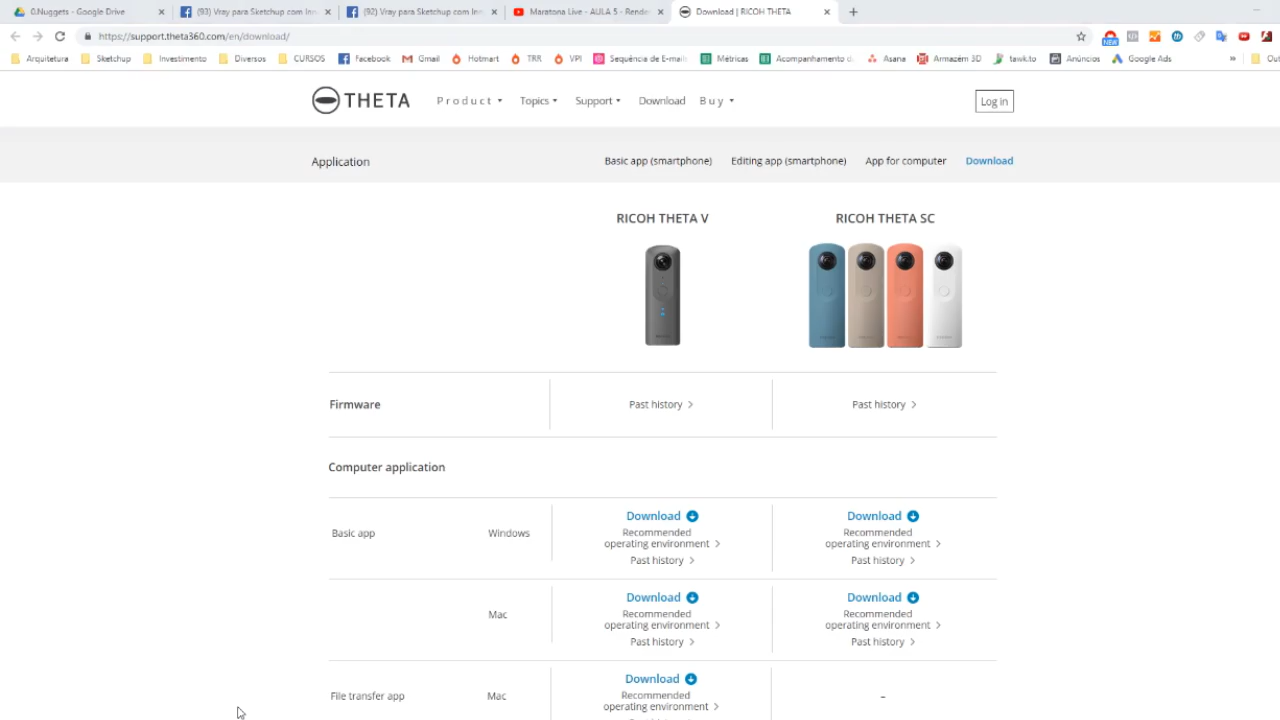 0.Nuggets - Google Drive
(93) Vray para Sketchup com Inn
(92) Vray para Sketchup com Inn
Maratona Live - AULA 5 - Rende
Download | RICOH THETA
https://support.theta360.com/en/download/
NEW
Arquitetura
Sketchup
Investimento
Diversos
CURSOS
Facebook
Gmail
Hotmart
TRR
VPI
Sequência de E-mail
Métricas
Acompanhamento d
Asana
Armazém 3D
tawk.to
Anúncios
Google Ads
»
Out
THETA
Product
Topics
Support
Download
Buy
Log in
Application
Basic app (smartphone)
Editing app (smartphone)
App for computer
Download
RICOH THETA V
RICOH THETA SC
Firmware
Past history >
Past history >
Computer application
Basic app
Windows
Download
Recommended
operating environment >
Past history >
Download
Recommended
operating environment >
Past history >
Mac
Download
Recommended
operating environment >
Past history >
Download
Recommended
operating environment >
Past history >
File transfer app
Mac
Download
Recommended
operating environment >
–